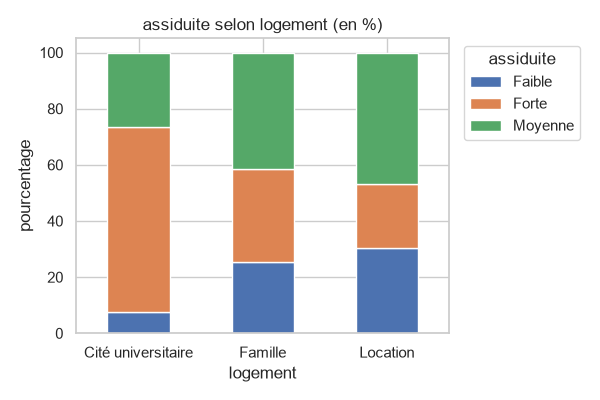 assiduite selon logement (en %)
assiduite
Faible
Forte
Moyenne
pourcentage
100
80
60
40
20
0
Cité universitaire
Famille
Location
logement